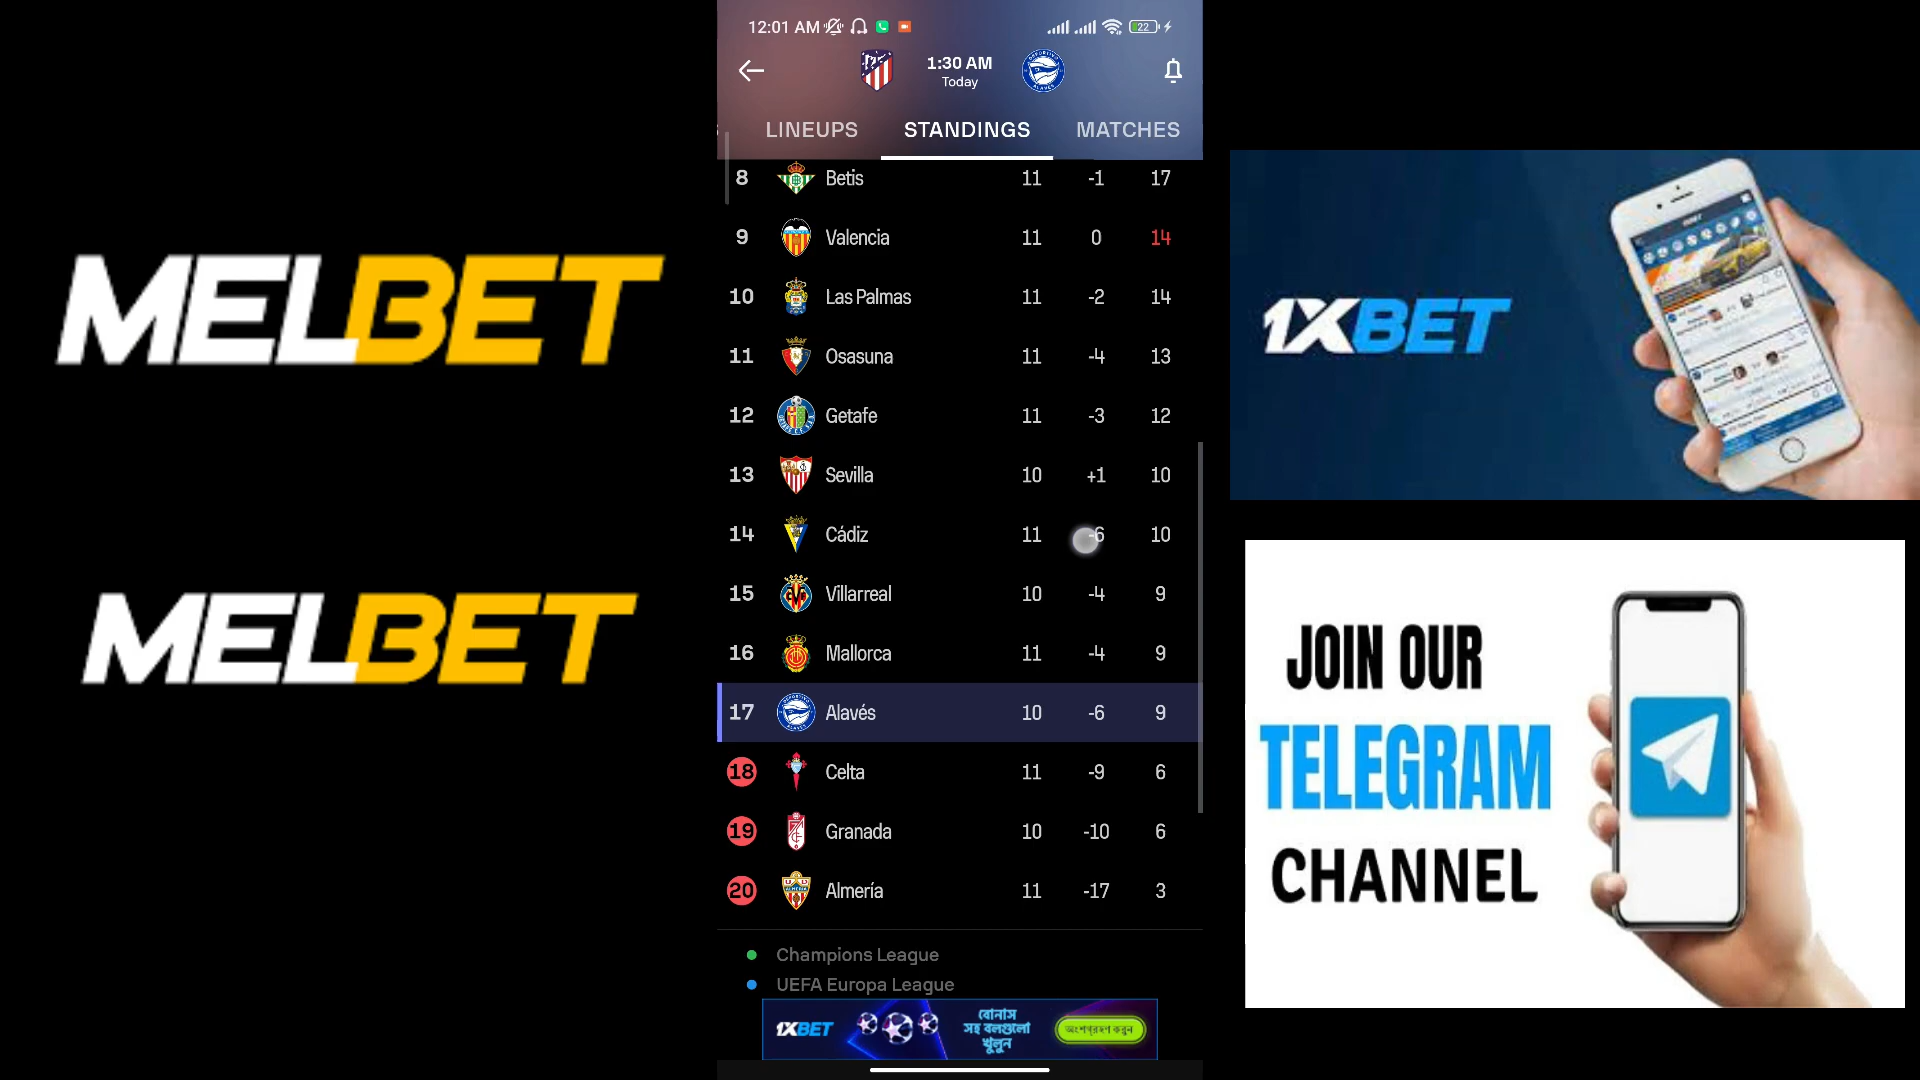 MELBET
MELBET
12:01 AM
22
1:30 AM
Today
LINEUPS STANDINGS MATCHES
8 Betis 11 -1 17
9 Valencia 11 0 14
10 Las Palmas 11 -2 14
11 Osasuna 11 -4 13
12 Getafe 11 -3 12
13 Sevilla 10 +1 10
14 Cádiz 11 -6 10
15 Villarreal 10 -4 9
16 Mallorca 11 -4 9
17 Alavés 10 -6 9
18 Celta 11 -9 6
19 Granada 10 -10 6
20 Almería 11 -17 3
Champions League
UEFA Europa League
1XBET
বোনাস
সহ বলগুলো
খুলুন
অংশগ্রহণ করুন
1XBET
JOIN OUR
TELEGRAM
CHANNEL